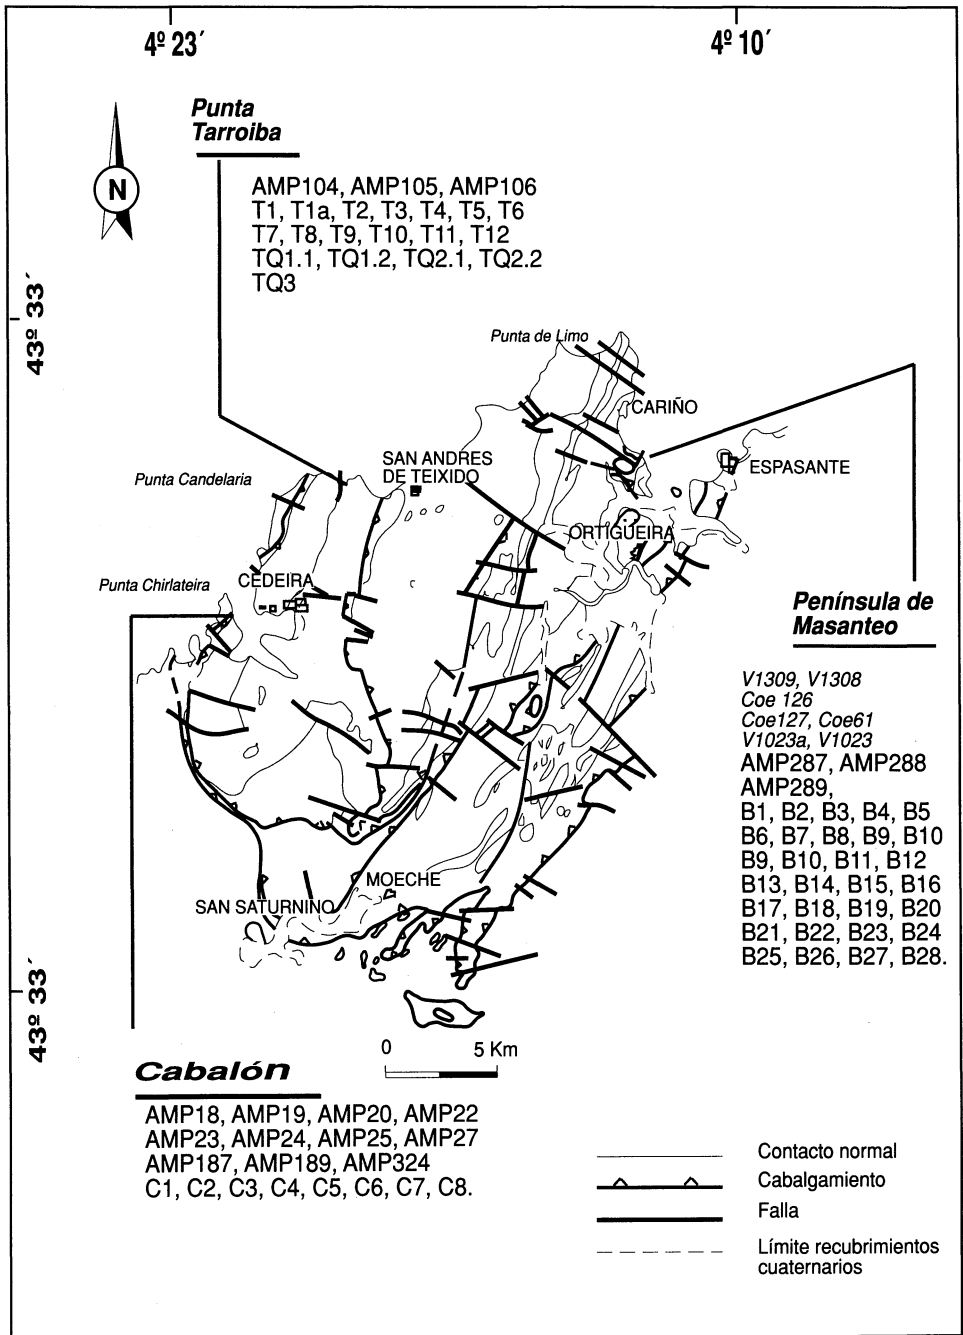 4º 23´
4º 10´
Punta
Tarroiba
N
AMP104, AMP105, AMP106
T1, T1a, T2, T3, T4, T5, T6
T7, T8, T9, T10, T11, T12
TQ1.1, TQ1.2, TQ2.1, TQ2.2
TQ3
43º 33´
Punta de Limo
CARIÑO
SAN ANDRES
DE TEIXIDO
ESPASANTE
Punta Candelaria
ORTIGUEIRA
Punta Chirlateira
CEDEIRA
Península de
Masanteo
V1309, V1308
Coe 126
Coe127, Coe61
V1023a, V1023
AMP287, AMP288
AMP289,
B1, B2, B3, B4, B5
B6, B7, B8, B9, B10
B9, B10, B11, B12
B13, B14, B15, B16
B17, B18, B19, B20
B21, B22, B23, B24
B25, B26, B27, B28.
MOECHE
SAN SATURNINO
43º 33´
0 5 Km
Cabalón
AMP18, AMP19, AMP20, AMP22
AMP23, AMP24, AMP25, AMP27
AMP187, AMP189, AMP324
C1, C2, C3, C4, C5, C6, C7, C8.
Contacto normal
Cabalgamiento
Falla
Límite recubrimientos
cuaternarios